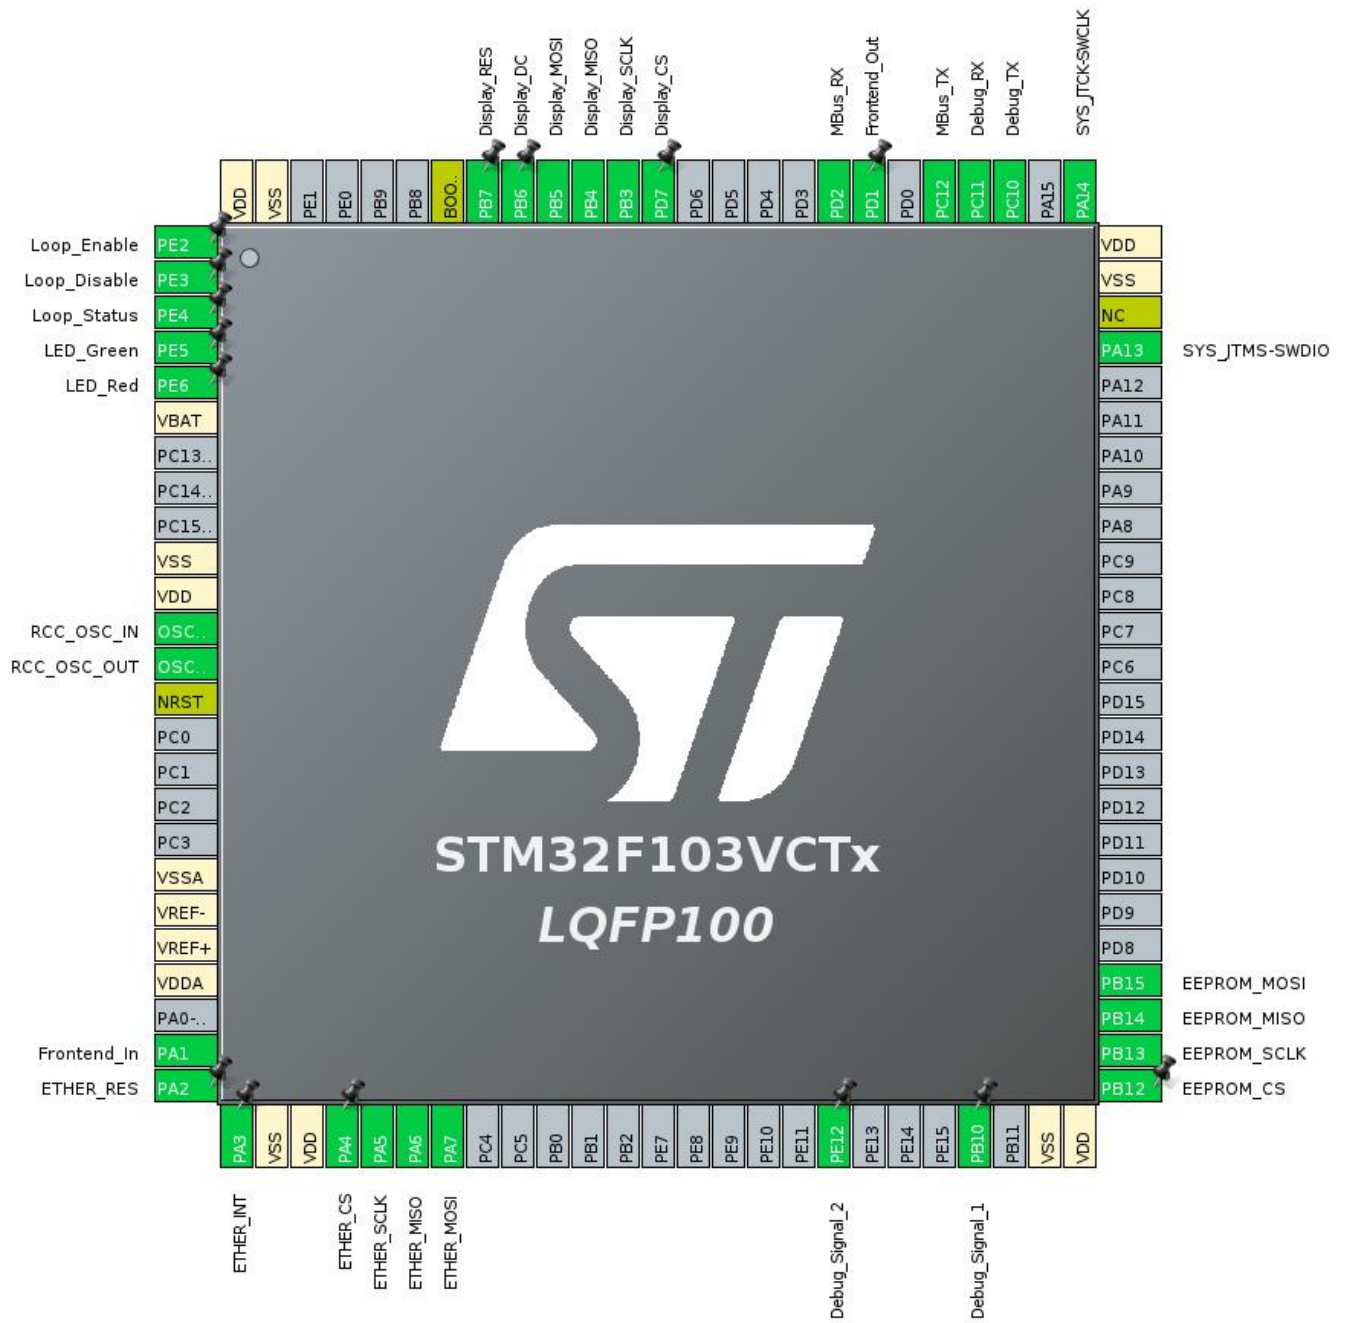 Display_RES
Display_DC
Display_MOSI
Display_MISO
Display_SCLK
Display_CS
MBus_RX
Frontend_Out
MBus_TX
Debug_RX
Debug_TX
SYS_JTCK-SWCLK
VDD
VSS
PE1
PE0
PB9
PB8
BOO..
PB7
PB6
PB5
PB4
PB3
PD7
PD6
PD5
PD4
PD3
PD2
PD1
PD0
PC12
PC11
PC10
PA15
PA14
Loop_Enable PE2
Loop_Disable PE3
Loop_Status PE4
LED_Green PE5
LED_Red PE6
VBAT
PC13..
PC14..
PC15..
VSS
VDD
RCC_OSC_IN OSC..
RCC_OSC_OUT OSC..
NRST
PC0
PC1
PC2
PC3
VSSA
VREF-
VREF+
VDDA
PA0-..
Frontend_In PA1
ETHER_RES PA2
STM32F103VCTx
LQFP100
VDD
VSS
NC
PA13 SYS_JTMS-SWDIO
PA12
PA11
PA10
PA9
PA8
PC9
PC8
PC7
PC6
PD15
PD14
PD13
PD12
PD11
PD10
PD9
PD8
PB15 EEPROM_MOSI
PB14 EEPROM_MISO
PB13 EEPROM_SCLK
PB12 EEPROM_CS
PA3
VSS
VDD
PA4
PA5
PA6
PA7
PC4
PC5
PB0
PB1
PB2
PE7
PE8
PE9
PE10
PE11
PE12
PE13
PE14
PE15
PB10
PB11
VSS
VDD
ETHER_INT
ETHER_CS
ETHER_SCLK
ETHER_MISO
ETHER_MOSI
Debug_Signal_2
Debug_Signal_1